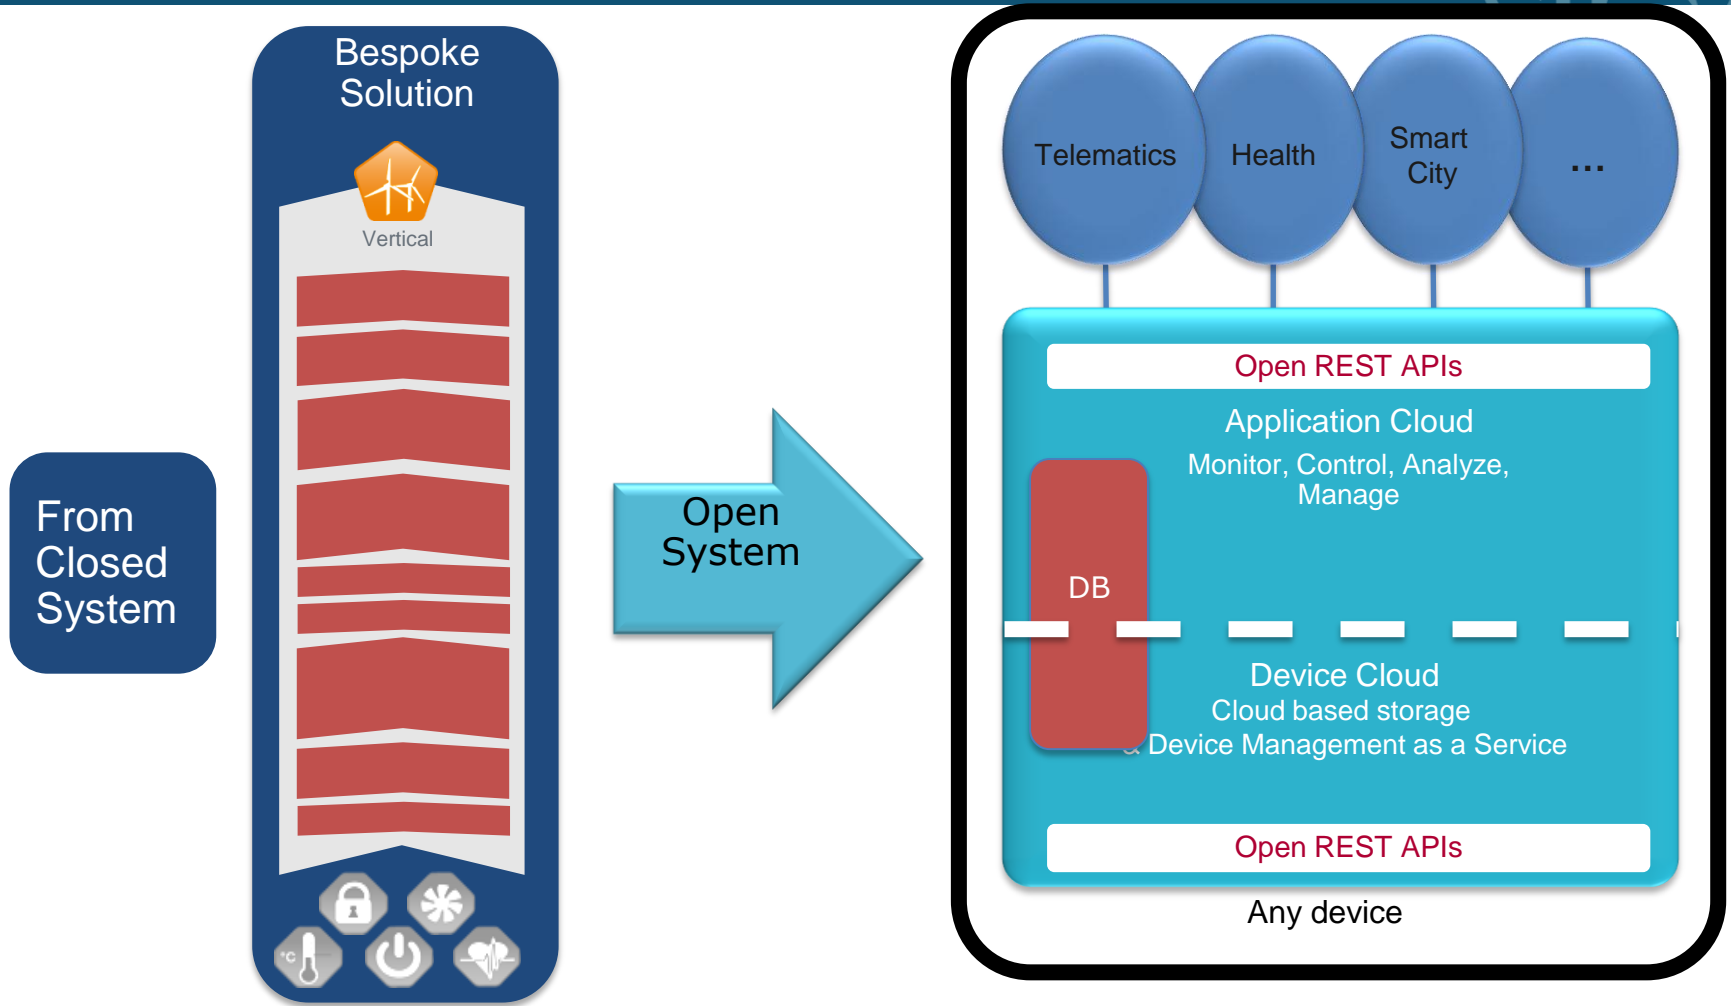 Bespoke
Solution
Vertical
From
Closed
System
Open
System
Telematics
Health
Smart
City
...
Open REST APIs
Application Cloud
Monitor, Control, Analyze,
Manage
DB
Device Cloud
Cloud based storage
& Device Management as a Service
Open REST APIs
Any device
°C